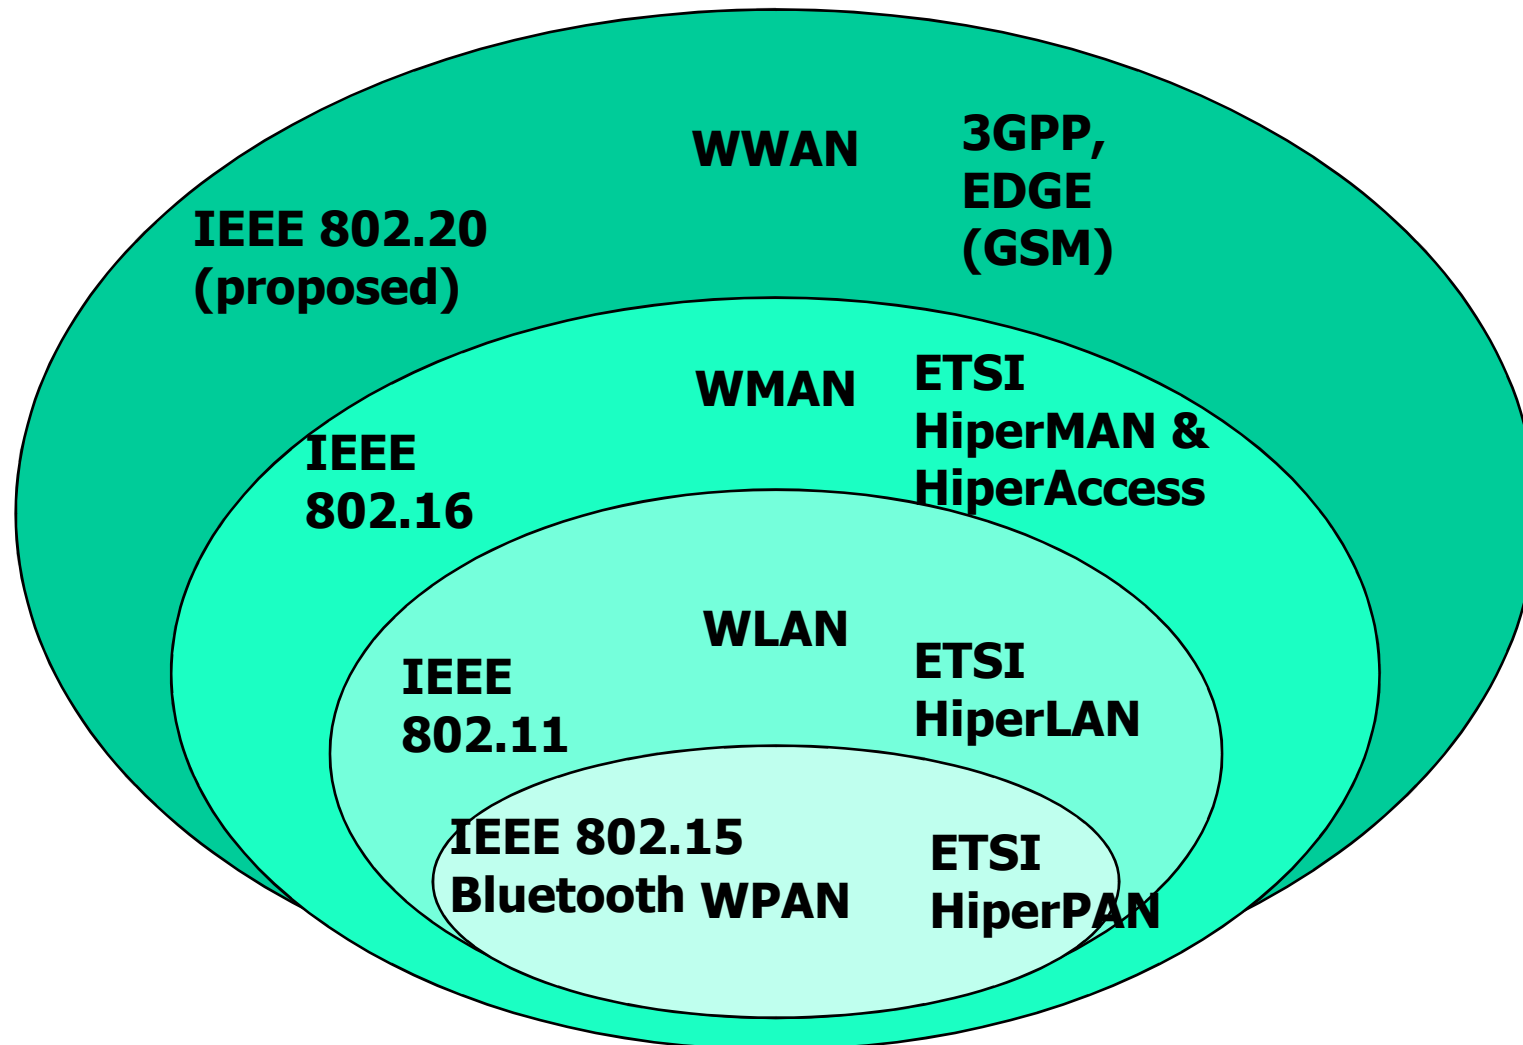 WWAN
3GPP,
EDGE
(GSM)
IEEE 802.20
(proposed)
WMAN
ETSI
HiperMAN &
HiperAccess
IEEE
802.16
WLAN
ETSI
HiperLAN
IEEE
802.11
IEEE 802.15
Bluetooth
WPAN
ETSI
HiperPAN